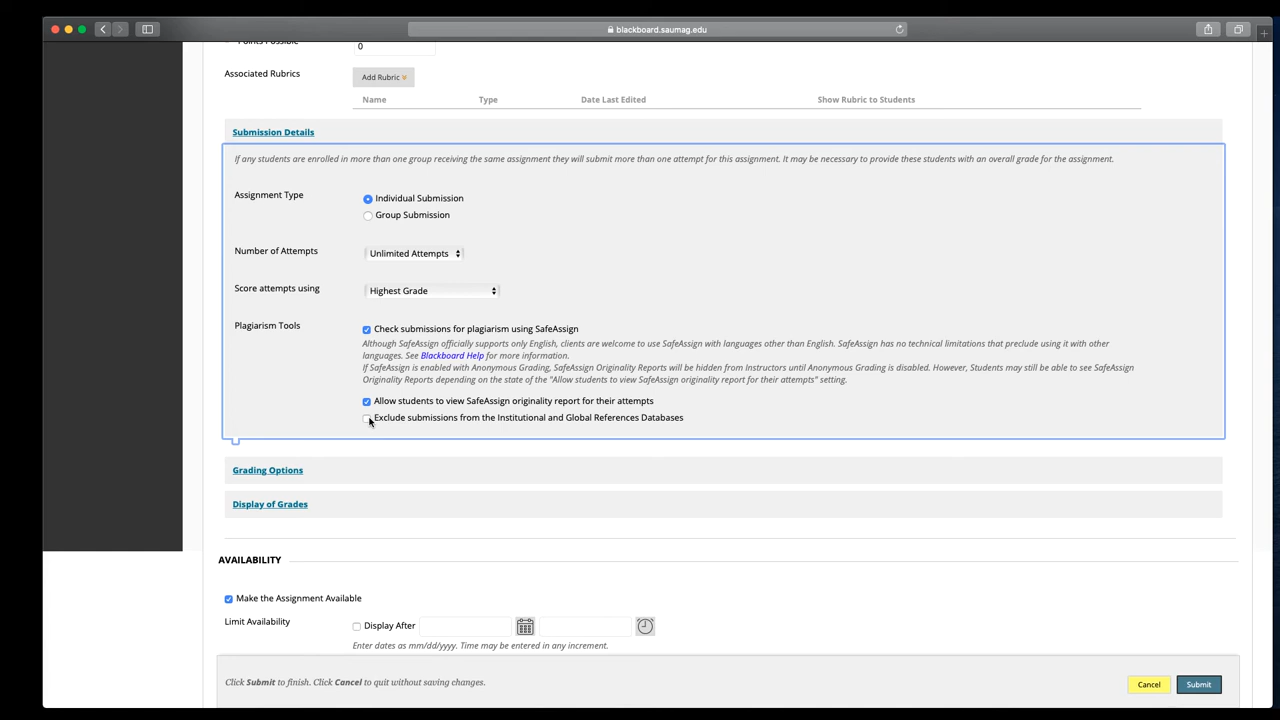 blackboard.saumag.edu
Points Possible
0
Associated Rubrics
Add Rubric
Name Type Date Last Edited Show Rubric to Students
Submission Details
If any students are enrolled in more than one group receiving the same assignment they will submit more than one attempt for this assignment. It may be necessary to provide these students with an overall grade for the assignment.
Assignment Type
Individual Submission
Group Submission
Number of Attempts
Unlimited Attempts
Score attempts using
Highest Grade
Plagiarism Tools
Check submissions for plagiarism using SafeAssign
Although SafeAssign officially supports only English, clients are welcome to use SafeAssign with languages other than English. SafeAssign has no technical limitations that preclude using it with other
languages. See Blackboard Help for more information.
If SafeAssign is enabled with Anonymous Grading, SafeAssign Originality Reports will be hidden from Instructors until Anonymous Grading is disabled. However, Students may still be able to see SafeAssign
Originality Reports depending on the state of the "Allow students to view SafeAssign originality report for their attempts" setting.
Allow students to view SafeAssign originality report for their attempts
Exclude submissions from the Institutional and Global References Databases
Grading Options
Display of Grades
AVAILABILITY
Make the Assignment Available
Limit Availability
Display After
Enter dates as mm/dd/yyyy. Time may be entered in any increment.
Click Submit to finish. Click Cancel to quit without saving changes.
Cancel
Submit